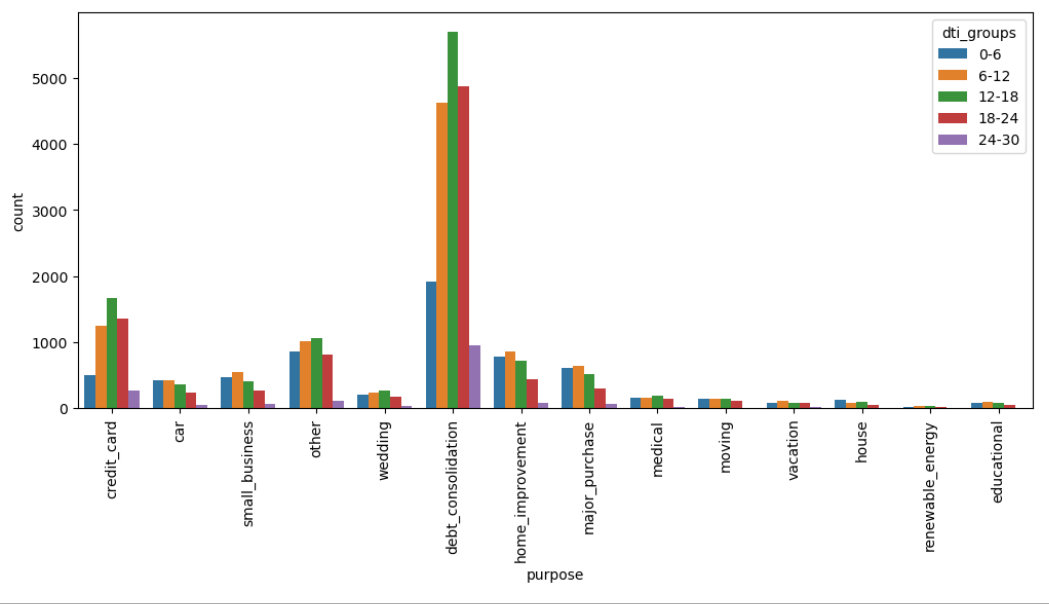 dti_groups
0-6
6-12
12-18
18-24
24-30
count
5000
4000
3000
2000
1000
0
credit_card
car
small_business
other
wedding
debt_consolidation
home_improvement
major_purchase
medical
moving
vacation
house
renewable_energy
educational
purpose